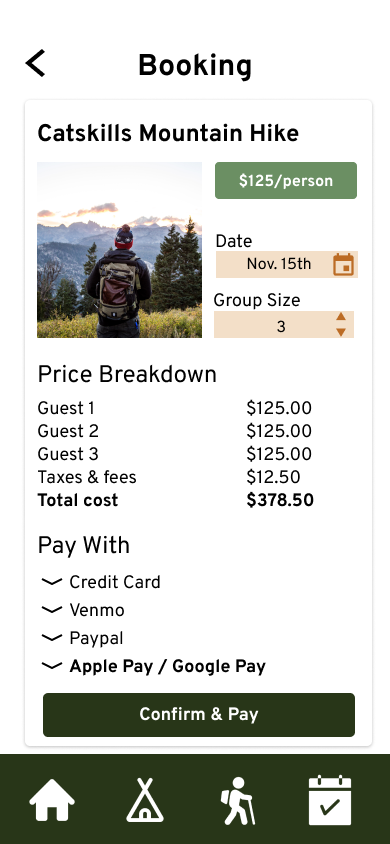 Booking
Catskills Mountain Hike
$125/person
Date
Nov. 15th
Group Size
3
Price Breakdown
Guest 1 $125.00
Guest 2 $125.00
Guest 3 $125.00
Taxes & fees $12.50
Total cost $378.50
Pay With
Credit Card
Venmo
Paypal
Apple Pay / Google Pay
Confirm & Pay